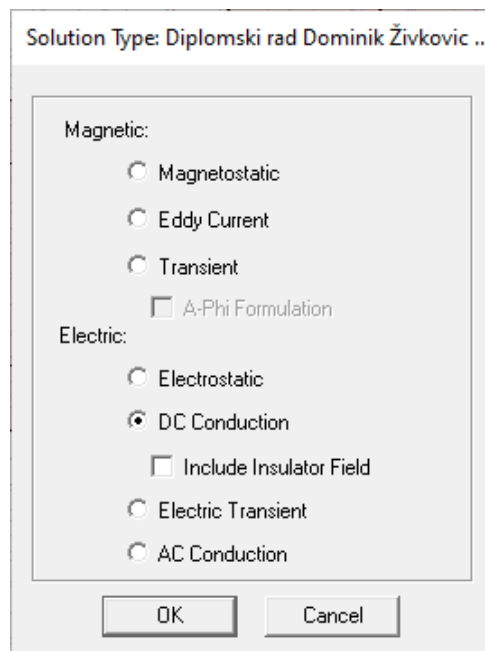 Solution Type: Diplomski rad Dominik Živkovic ..
Magnetic:
Magnetostatic
Eddy Current
Transient
A-Phi Formulation
Electric:
Electrostatic
DC Conduction
Include Insulator Field
Electric Transient
AC Conduction
OK Cancel